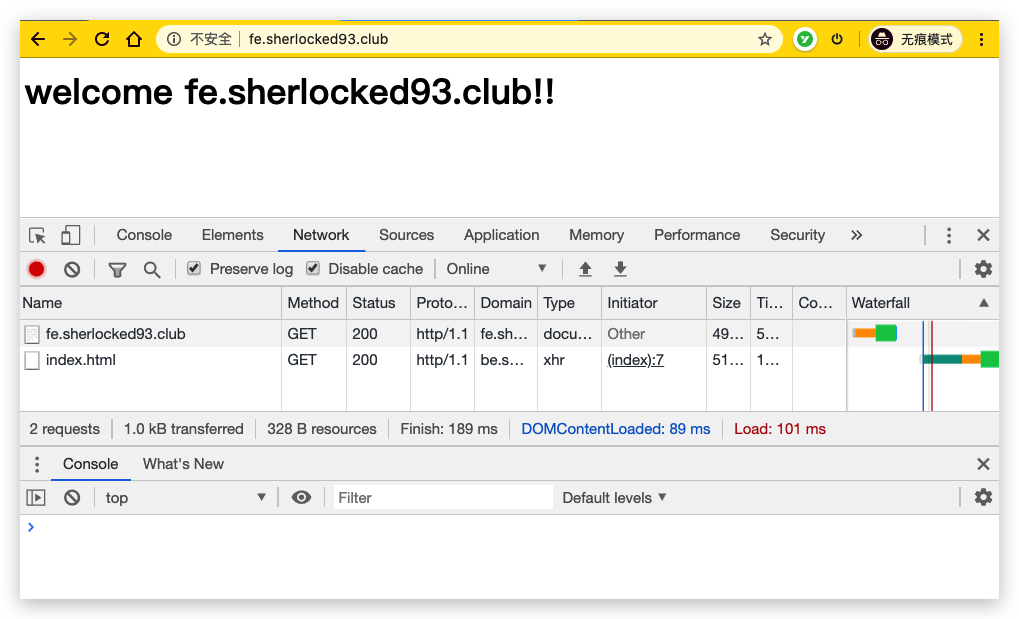 不安全 fe.sherlocked93.club 无痕模式
welcome fe.sherlocked93.club!!
Console Elements Network Sources Application Memory Performance Security
Preserve log Disable cache Online
Name Method Status Proto... Domain Type Initiator Size Ti... Co... Waterfall
fe.sherlocked93.club GET 200 http/1.1 fe.sh... docu... Other 49... 5...
index.html GET 200 http/1.1 be.s... xhr (index):7 51... 1...
2 requests 1.0 kB transferred 328 B resources Finish: 189 ms DOMContentLoaded: 89 ms Load: 101 ms
Console What's New
top Filter Default levels